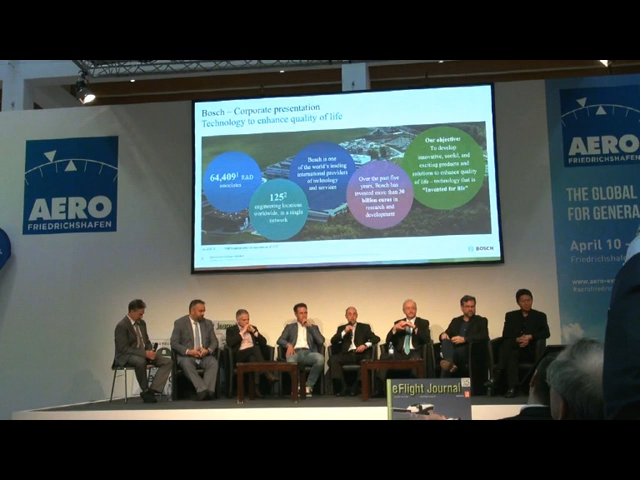 Bosch – Corporate presentation
Technology to enhance quality of life
64,409¹ R&D
associates
125²
engineering locations
worldwide, in a single
network
Bosch is one
of the world's leading
international providers
of technology
and services
Over the past five
years, Bosch has
invested more than 30
billion euros in
research and
development
Our objective:
To develop
innovative, useful, and
exciting products and
solutions to enhance quality
of life – technology that is
"Invented for life"
BOSCH
AERO
FRIEDRICHSHAFEN
AERO
FRIEDRICHSHAFEN
THE GLOBAL
FOR GENERA
April 10 –
Friedrichsha
www.aero-
eFlight Journal